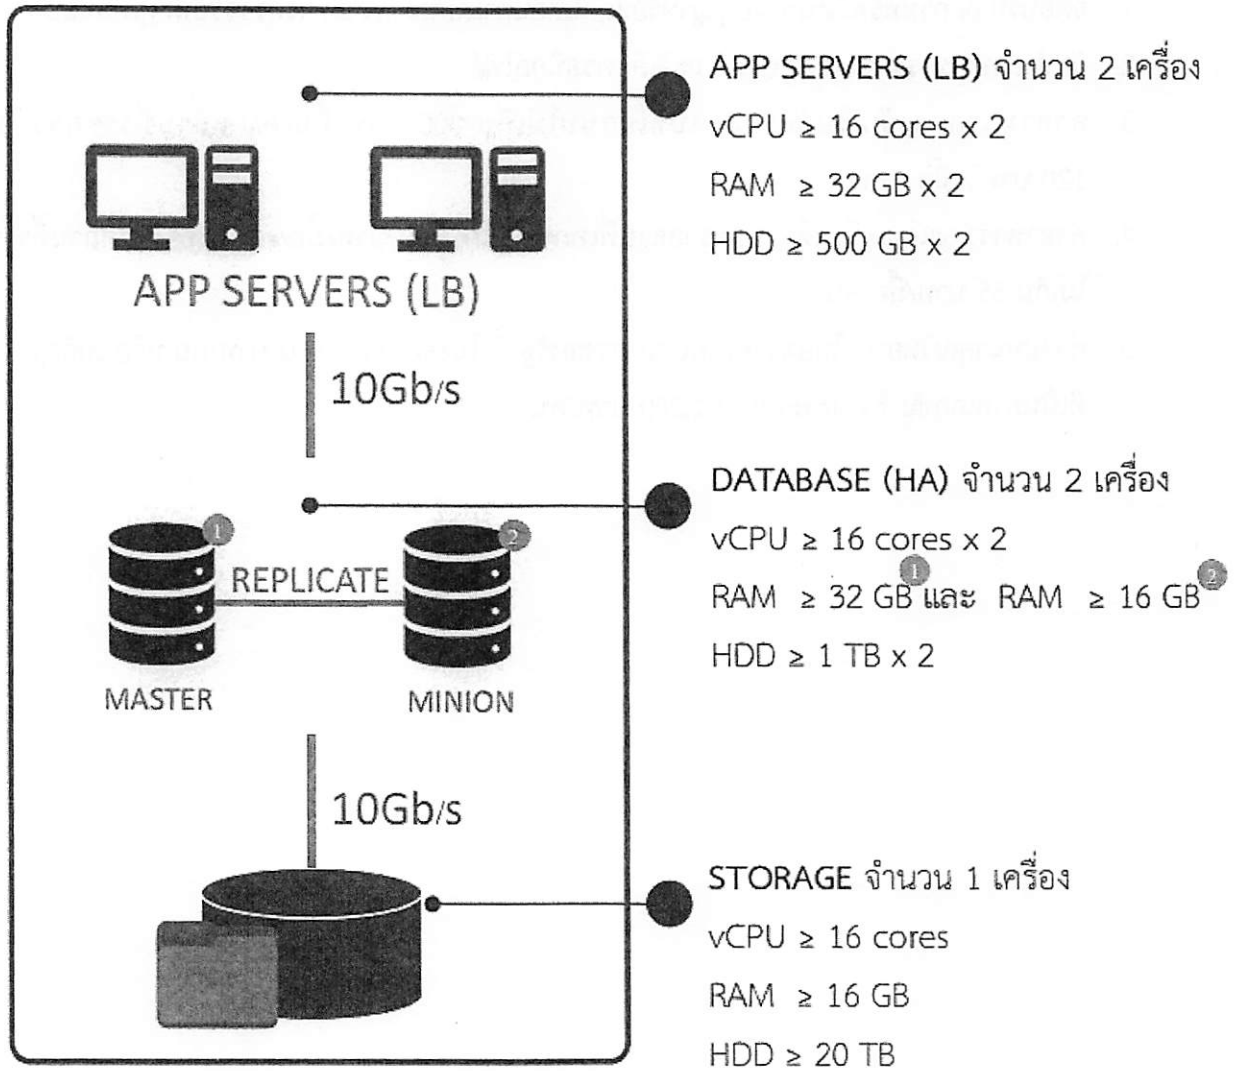 APP SERVERS (LB) จำนวน 2 เครื่อง
vCPU ≥ 16 cores x 2
RAM ≥ 32 GB x 2
HDD ≥ 500 GB x 2
APP SERVERS (LB)
10Gb/s
DATABASE (HA) จำนวน 2 เครื่อง
vCPU ≥ 16 cores x 2
RAM ≥ 32 GB 1 และ RAM ≥ 16 GB 2
HDD ≥ 1 TB x 2
1
2
REPLICATE
MASTER
MINION
10Gb/s
STORAGE จำนวน 1 เครื่อง
vCPU ≥ 16 cores
RAM ≥ 16 GB
HDD ≥ 20 TB